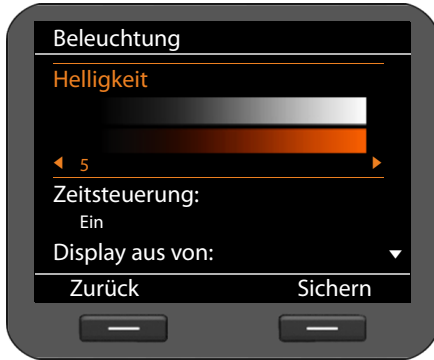 Beleuchtung
Helligkeit
5
Zeitsteuerung:
Ein
Display aus von:
Zurück Sichern